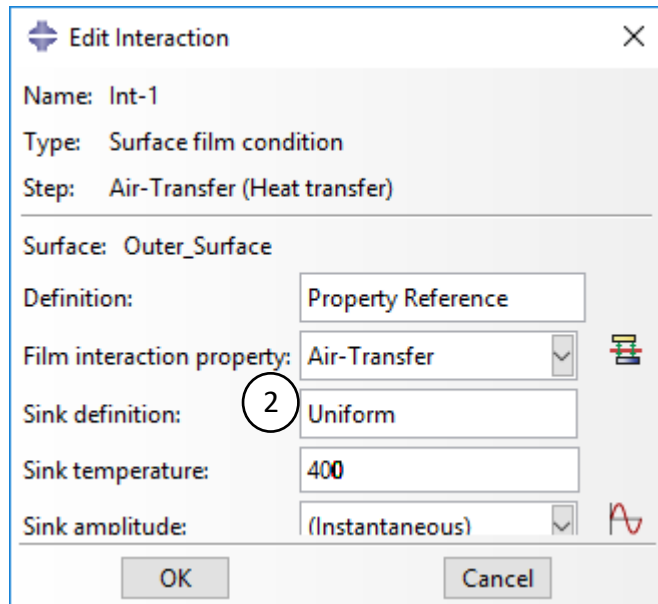 Edit Interaction
Name: Int-1
Type: Surface film condition
Step: Air-Transfer (Heat transfer)
Surface: Outer_Surface
Definition: Property Reference
Film interaction property: Air-Transfer
Sink definition: 2 Uniform
Sink temperature: 400
Sink amplitude: (Instantaneous)
OK Cancel